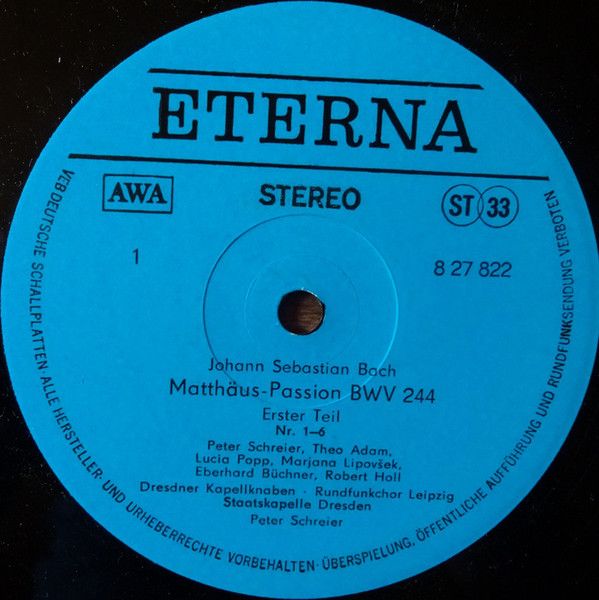 ETERNA
AWA
STEREO
ST 33
1
8 27 822
Johann Sebastian Bach
Matthäus-Passion BWV 244
Erster Teil
Nr. 1–6
Peter Schreier, Theo Adam,
Lucia Popp, Marjana Lipovšek,
Eberhard Büchner, Robert Holl
Dresdner Kapellknaben · Rundfunkchor Leipzig
Staatskapelle Dresden
Peter Schreier
VEB DEUTSCHE SCHALLPLATTEN · ALLE HERSTELLER- UND URHEBERRECHTE VORBEHALTEN · ÜBERSPIELUNG, ÖFFENTLICHE AUFFÜHRUNG UND RUNDFUNKSENDUNG VERBOTEN